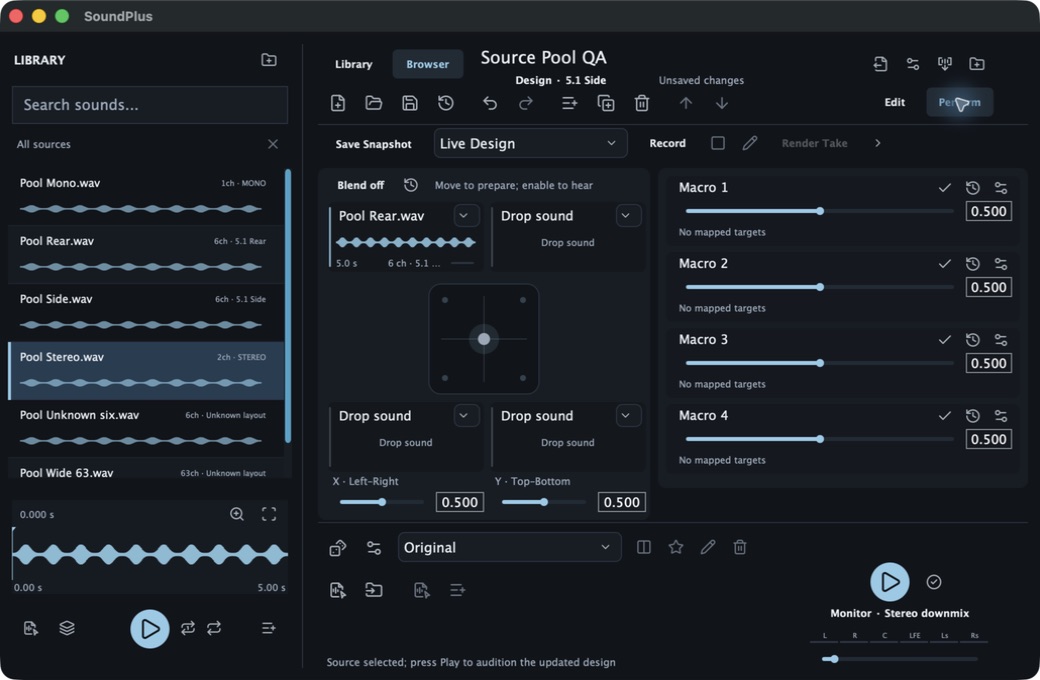 SoundPlus
LIBRARY
Search sounds...
All sources
Pool Mono.wav
1ch · MONO
Pool Rear.wav
6ch · 5.1 Rear
Pool Side.wav
6ch · 5.1 Side
Pool Stereo.wav
2ch · STEREO
Pool Unknown six.wav
6ch · Unknown layout
Pool Wide 63.wav
63ch · Unknown layout
0.000 s
0.00 s
5.00 s
Library
Browser
Source Pool QA
Design · 5.1 Side
Unsaved changes
Edit
Perform
Save Snapshot
Live Design
Record
Render Take
Blend off
Move to prepare; enable to hear
Pool Rear.wav
5.0 s
6 ch · 5.1 ...
Drop sound
Drop sound
Drop sound
Drop sound
Drop sound
Drop sound
X · Left-Right
0.500
Y · Top-Bottom
0.500
Macro 1
0.500
No mapped targets
Macro 2
0.500
No mapped targets
Macro 3
0.500
No mapped targets
Macro 4
0.500
No mapped targets
Original
Monitor · Stereo downmix
L R C LFE Ls Rs
Source selected; press Play to audition the updated design